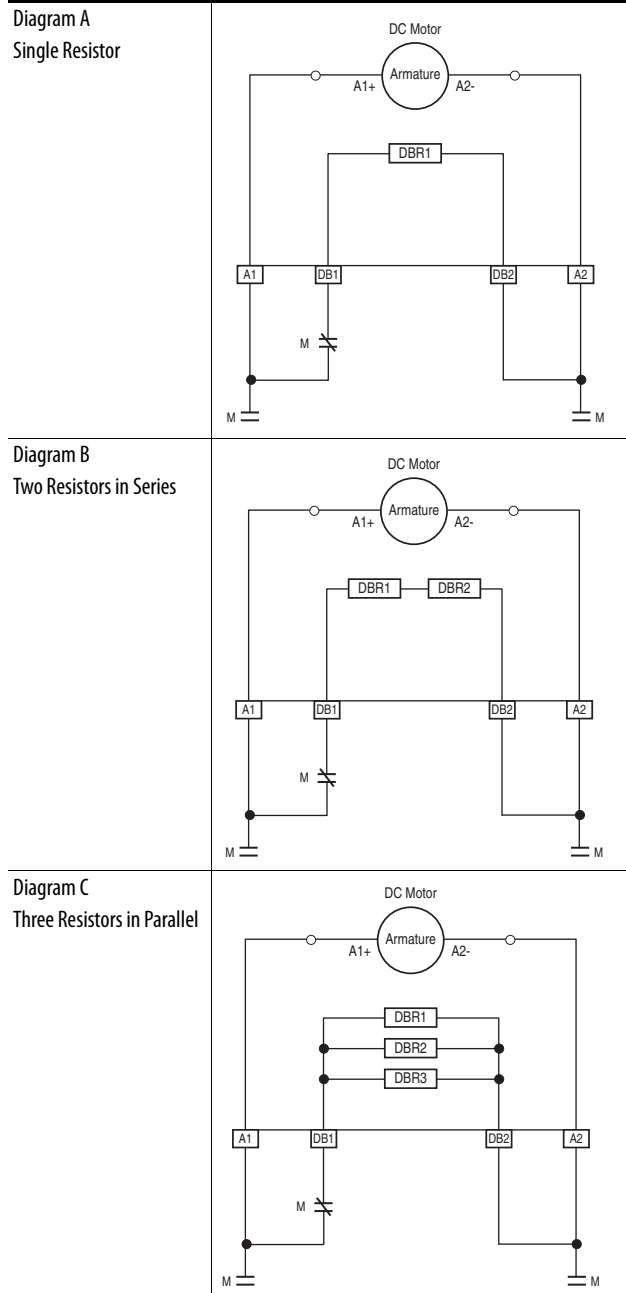 Diagram A
Single Resistor
DC Motor
Armature
A1+ A2-
DBR1
A1 DB1 DB2 A2
M
M M
Diagram B
Two Resistors in Series
DC Motor
Armature
A1+ A2-
DBR1 DBR2
A1 DB1 DB2 A2
M
M M
Diagram C
Three Resistors in Parallel
DC Motor
Armature
A1+ A2-
DBR1
DBR2
DBR3
A1 DB1 DB2 A2
M
M M